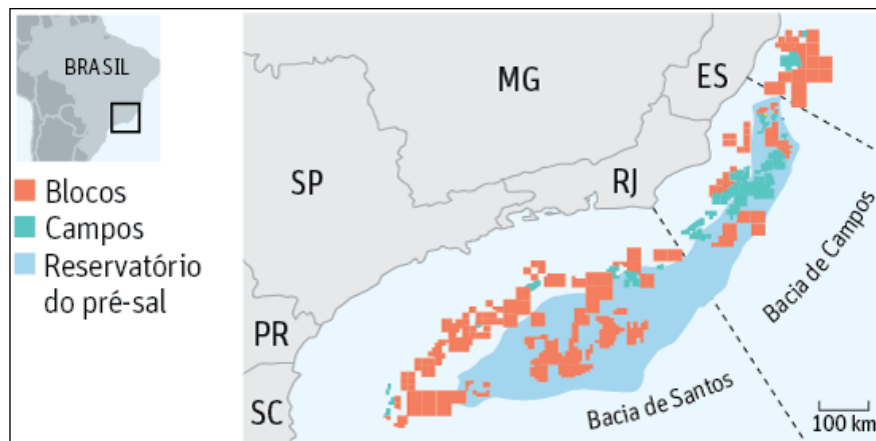 BRASIL
Blocos
Campos
Reservatório
do pré-sal
MG
ES
SP
RJ
PR
SC
Bacia de Campos
Bacia de Santos
100 km